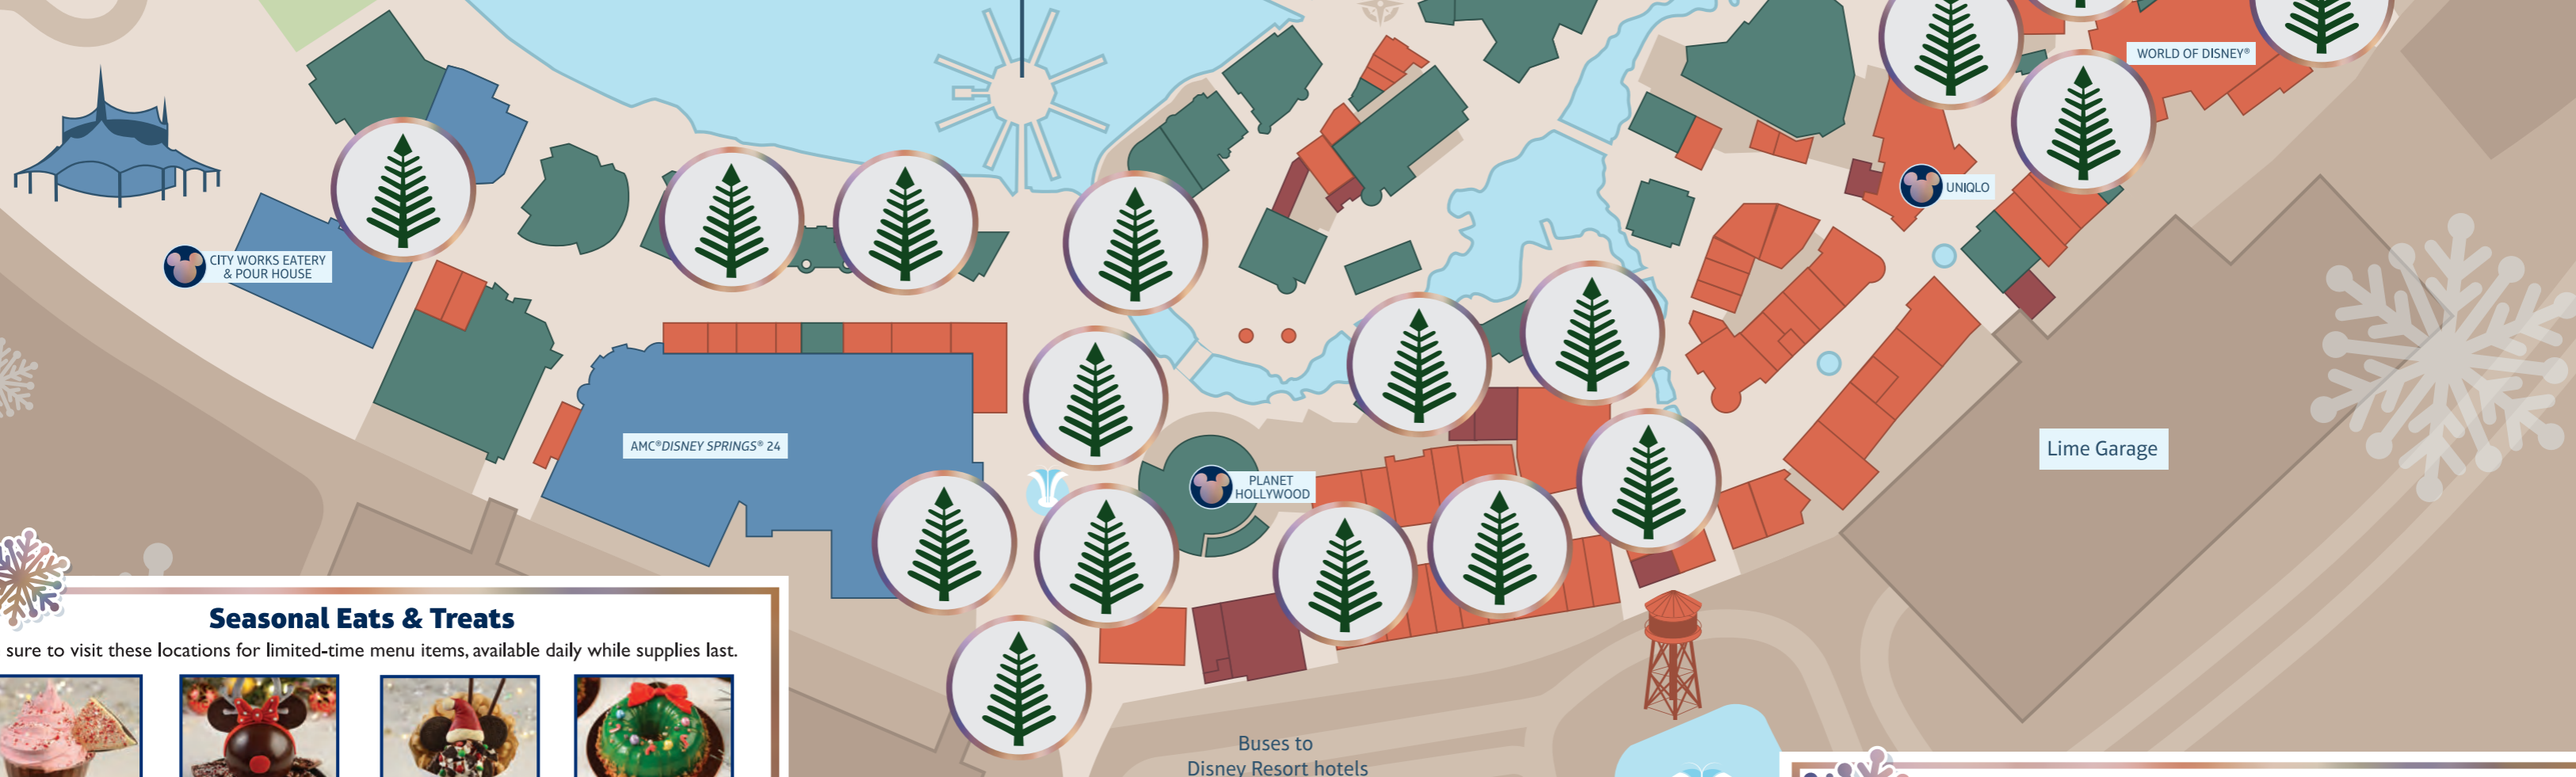 WORLD OF DISNEY®
UNIQLO
CITY WORKS EATERY
& POUR HOUSE
AMC®DISNEY SPRINGS® 24
PLANET
HOLLYWOOD
Lime Garage
Seasonal Eats & Treats
sure to visit these locations for limited-time menu items, available daily while supplies last.
Buses to
Disney Resort hotels